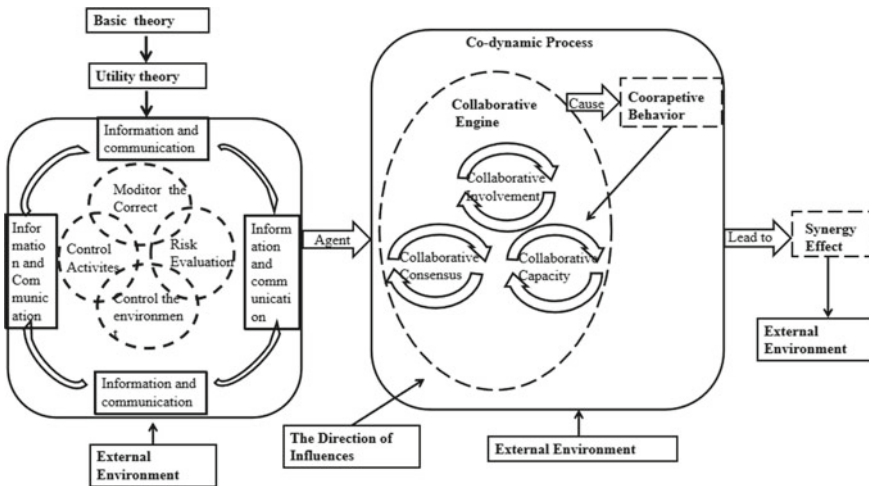 Basic theory
Utility theory
Information and
communication
Moditor the
Correct
Control
Activites
Risk
Evaluation
Control the
environmen
t
Infor
matio
n and
Com
munic
ation
Inform
ation
and
comm
unicati
on
Information and
communication
External
Environment
Agent
Co-dynamic Process
Collaborative
Engine
Collaborative
Involvement
Collaborative
Consensus
Collaborative
Capacity
Cause
Coorapetive
Behavior
The Direction of
Influences
External Environment
Lead to
Synergy
Effect
External
Environment